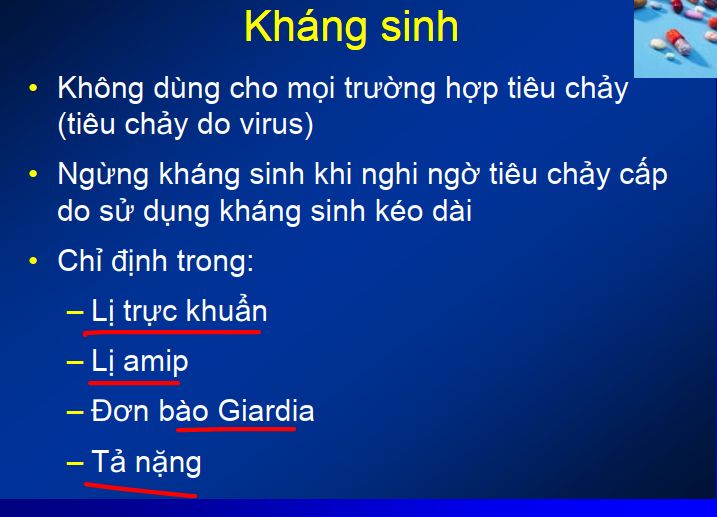 Kháng sinh
• Không dùng cho mọi trường hợp tiêu chảy
(tiêu chảy do virus)
• Ngừng kháng sinh khi nghi ngờ tiêu chảy cấp
do sử dụng kháng sinh kéo dài
• Chỉ định trong:
– Lị trực khuẩn
– Lị amip
– Đơn bào Giardia
– Tả nặng